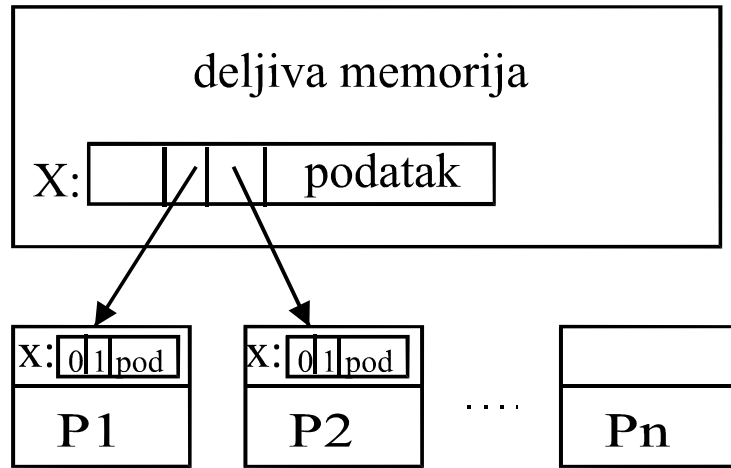 deljiva memorija
X: podatak
x: 0 1 pod x: 0 1 pod
P1 P2 .... Pn